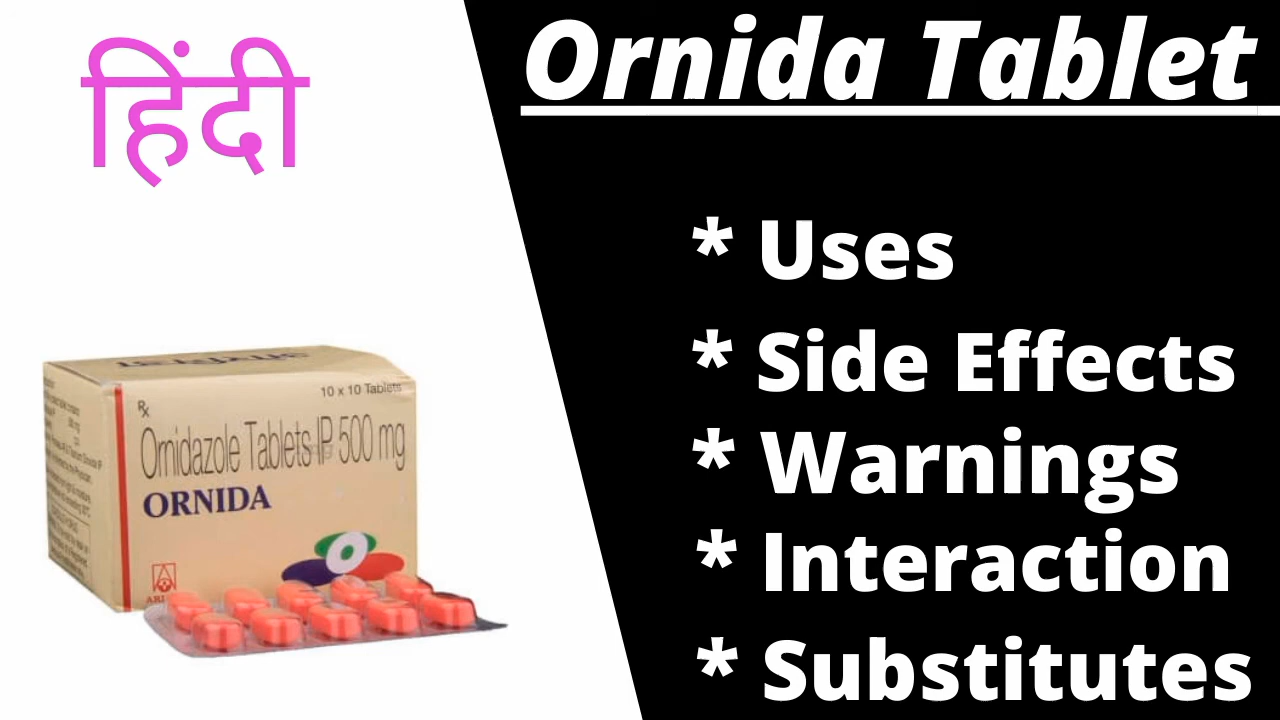 हिंदी
Ornida Tablet
* Uses
* Side Effects
* Warnings
* Interaction
* Substitutes
10 x 10 Tablets
Rx
Ornidazole Tablets IP 500 mg
ORNIDA